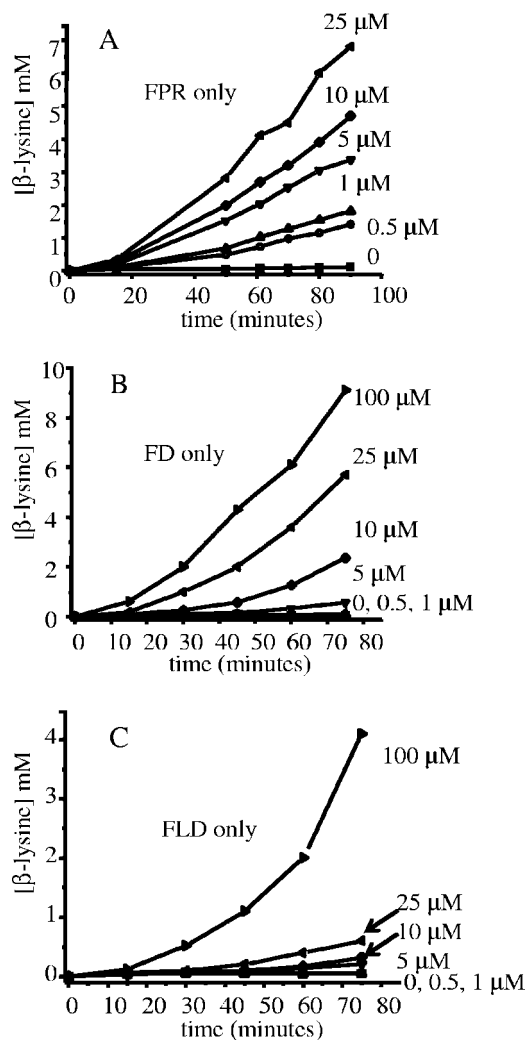 A
FPR only
[β-lysine] mM
7
6
5
4
3
2
1
0
25 μM
10 μM
5 μM
1 μM
0.5 μM
0
0 20 40 60 80 100
time (minutes)
B
FD only
[β-lysine] mM
10
8
6
4
2
0
100 μM
25 μM
10 μM
5 μM
0, 0.5, 1 μM
0 10 20 30 40 50 60 70 80
time (minutes)
C
FLD only
[β-lysine] mM
4
3
2
1
0
100 μM
25 μM
10 μM
5 μM
0, 0.5, 1 μM
0 10 20 30 40 50 60 70 80
time (minutes)